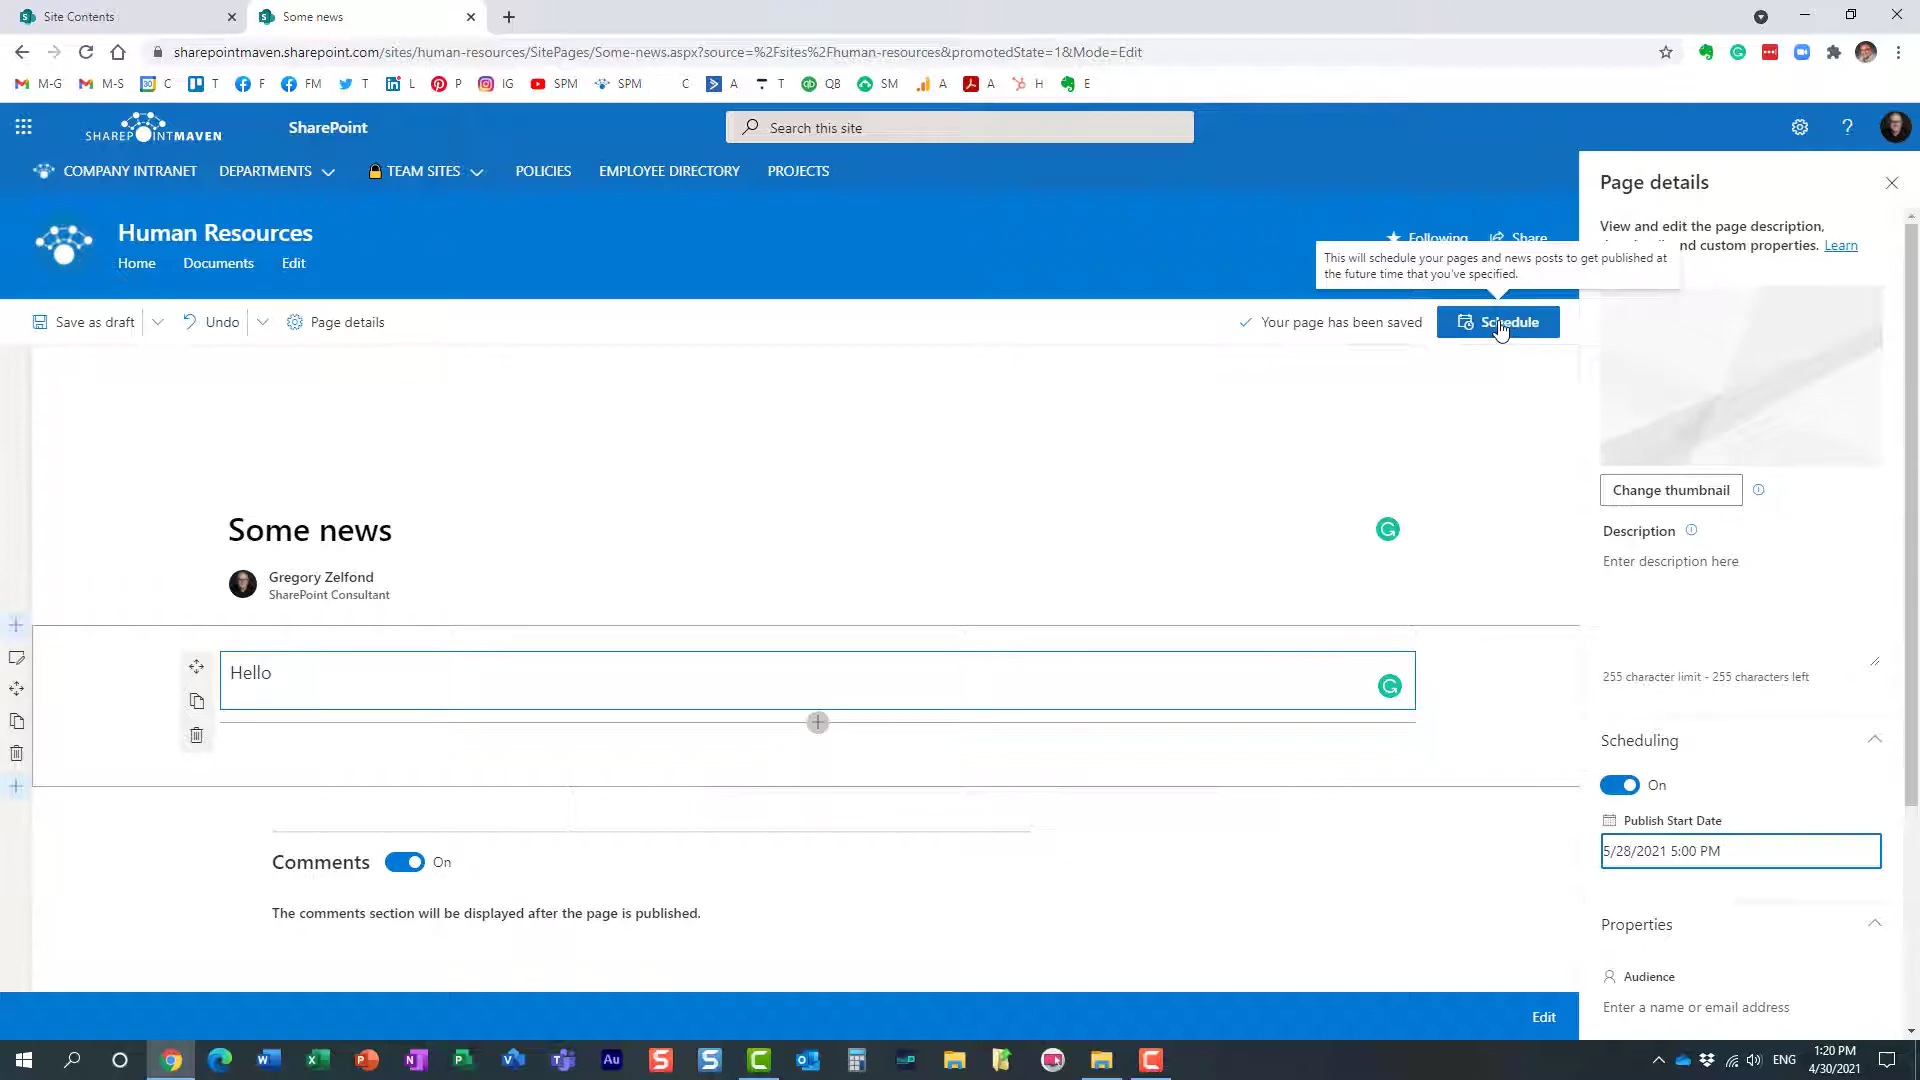 Site Contents
Some news
sharepointmaven.sharepoint.com/sites/human-resources/SitePages/Some-news.aspx?source=%2Fsites%2Fhuman-resources&promotedState=1&Mode=Edit
M-G M-S C T F FM T L P IG SPM SPM C A T QB SM A A H E
SHAREPOINTMAVEN SharePoint Search this site
COMPANY INTRANET DEPARTMENTS TEAM SITES POLICIES EMPLOYEE DIRECTORY PROJECTS
Human Resources
Home Documents Edit
Following Share
This will schedule your pages and news posts to get published at
the future time that you've specified.
Save as draft Undo Page details
Your page has been saved Schedule
Some news
Gregory Zelfond
SharePoint Consultant
Hello
Comments On
The comments section will be displayed after the page is published.
Edit
Page details
View and edit the page description,
and custom properties. Learn
Change thumbnail
Description
Enter description here
255 character limit - 255 characters left
Scheduling
On
Publish Start Date
5/28/2021 5:00 PM
Properties
Audience
Enter a name or email address
ENG
1:20 PM
4/30/2021